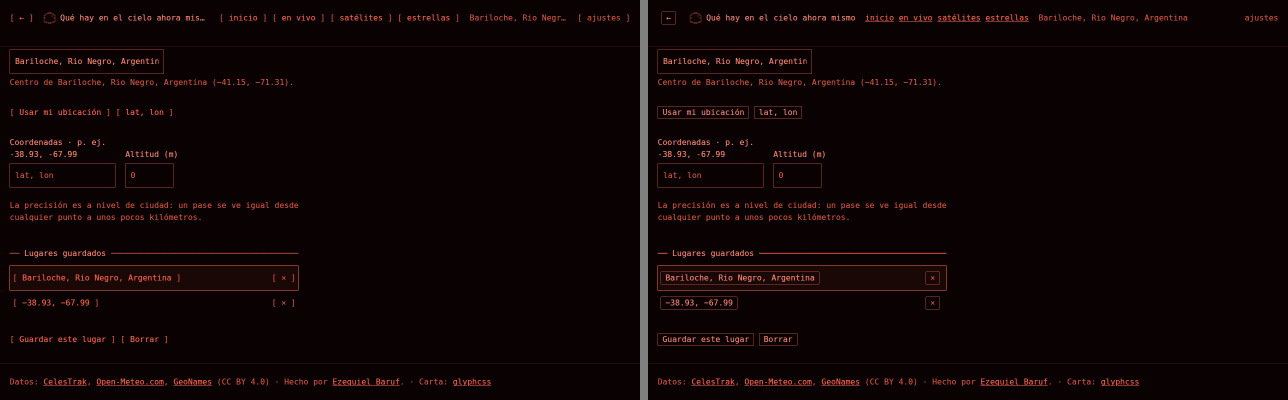 [ ← ] Qué hay en el cielo ahora mis… [ inicio ] [ en vivo ] [ satélites ] [ estrellas ] Bariloche, Rio Negr… [ ajustes ]
Bariloche, Rio Negro, Argentin
Centro de Bariloche, Rio Negro, Argentina (−41.15, −71.31).
[ Usar mi ubicación ] [ lat, lon ]
Coordenadas · p. ej.
-38.93, -67.99 Altitud (m)
lat, lon 0
La precisión es a nivel de ciudad: un pase se ve igual desde
cualquier punto a unos pocos kilómetros.
Lugares guardados
[ Bariloche, Rio Negro, Argentina ] [ × ]
[ −38.93, −67.99 ] [ × ]
[ Guardar este lugar ] [ Borrar ]
Datos: CelesTrak, Open-Meteo.com, GeoNames (CC BY 4.0) · Hecho por Ezequiel Baruf. · Carta: glyphcss
← Qué hay en el cielo ahora mismo inicio en vivo satélites estrellas Bariloche, Rio Negro, Argentina ajustes
Bariloche, Rio Negro, Argentin
Centro de Bariloche, Rio Negro, Argentina (−41.15, −71.31).
Usar mi ubicación lat, lon
Coordenadas · p. ej.
-38.93, -67.99 Altitud (m)
lat, lon 0
La precisión es a nivel de ciudad: un pase se ve igual desde
cualquier punto a unos pocos kilómetros.
Lugares guardados
Bariloche, Rio Negro, Argentina ×
−38.93, −67.99 ×
Guardar este lugar Borrar
Datos: CelesTrak, Open-Meteo.com, GeoNames (CC BY 4.0) · Hecho por Ezequiel Baruf. · Carta: glyphcss